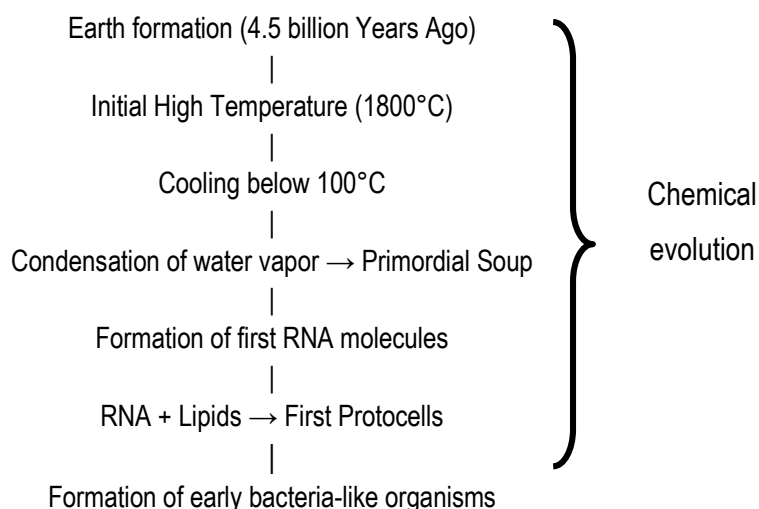 Earth formation (4.5 billion Years Ago)
|
Initial High Temperature (1800°C)
|
Cooling below 100°C
|
Condensation of water vapor → Primordial Soup
|
Formation of first RNA molecules
|
RNA + Lipids → First Protocells
|
Formation of early bacteria-like organisms
Chemical
evolution